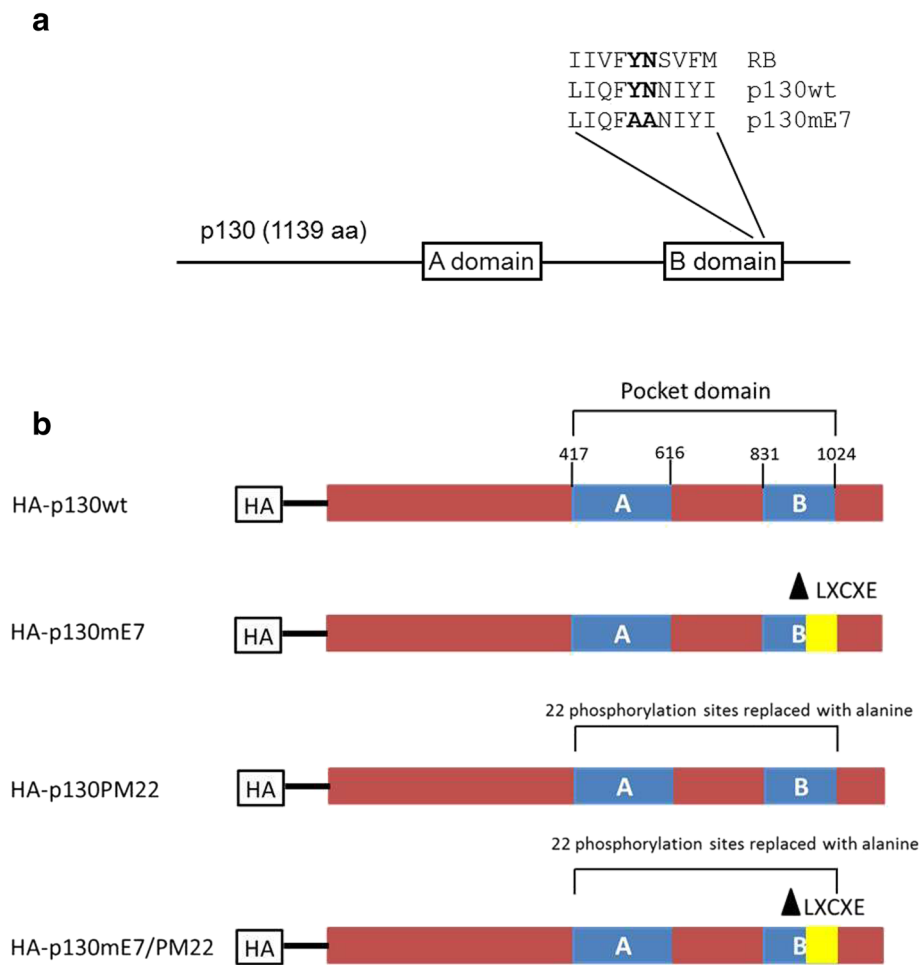 a
IIVFYNSVFM RB
LIQFYNNIYI p130wt
LIQFAANIYI p130mE7
p130 (1139 aa)
A domain
B domain
b
Pocket domain
417 616 831 1024
HA-p130wt HA A B
LXCXE
HA-p130mE7 HA A B
22 phosphorylation sites replaced with alanine
HA-p130PM22 HA A B
22 phosphorylation sites replaced with alanine
LXCXE
HA-p130mE7/PM22 HA A B